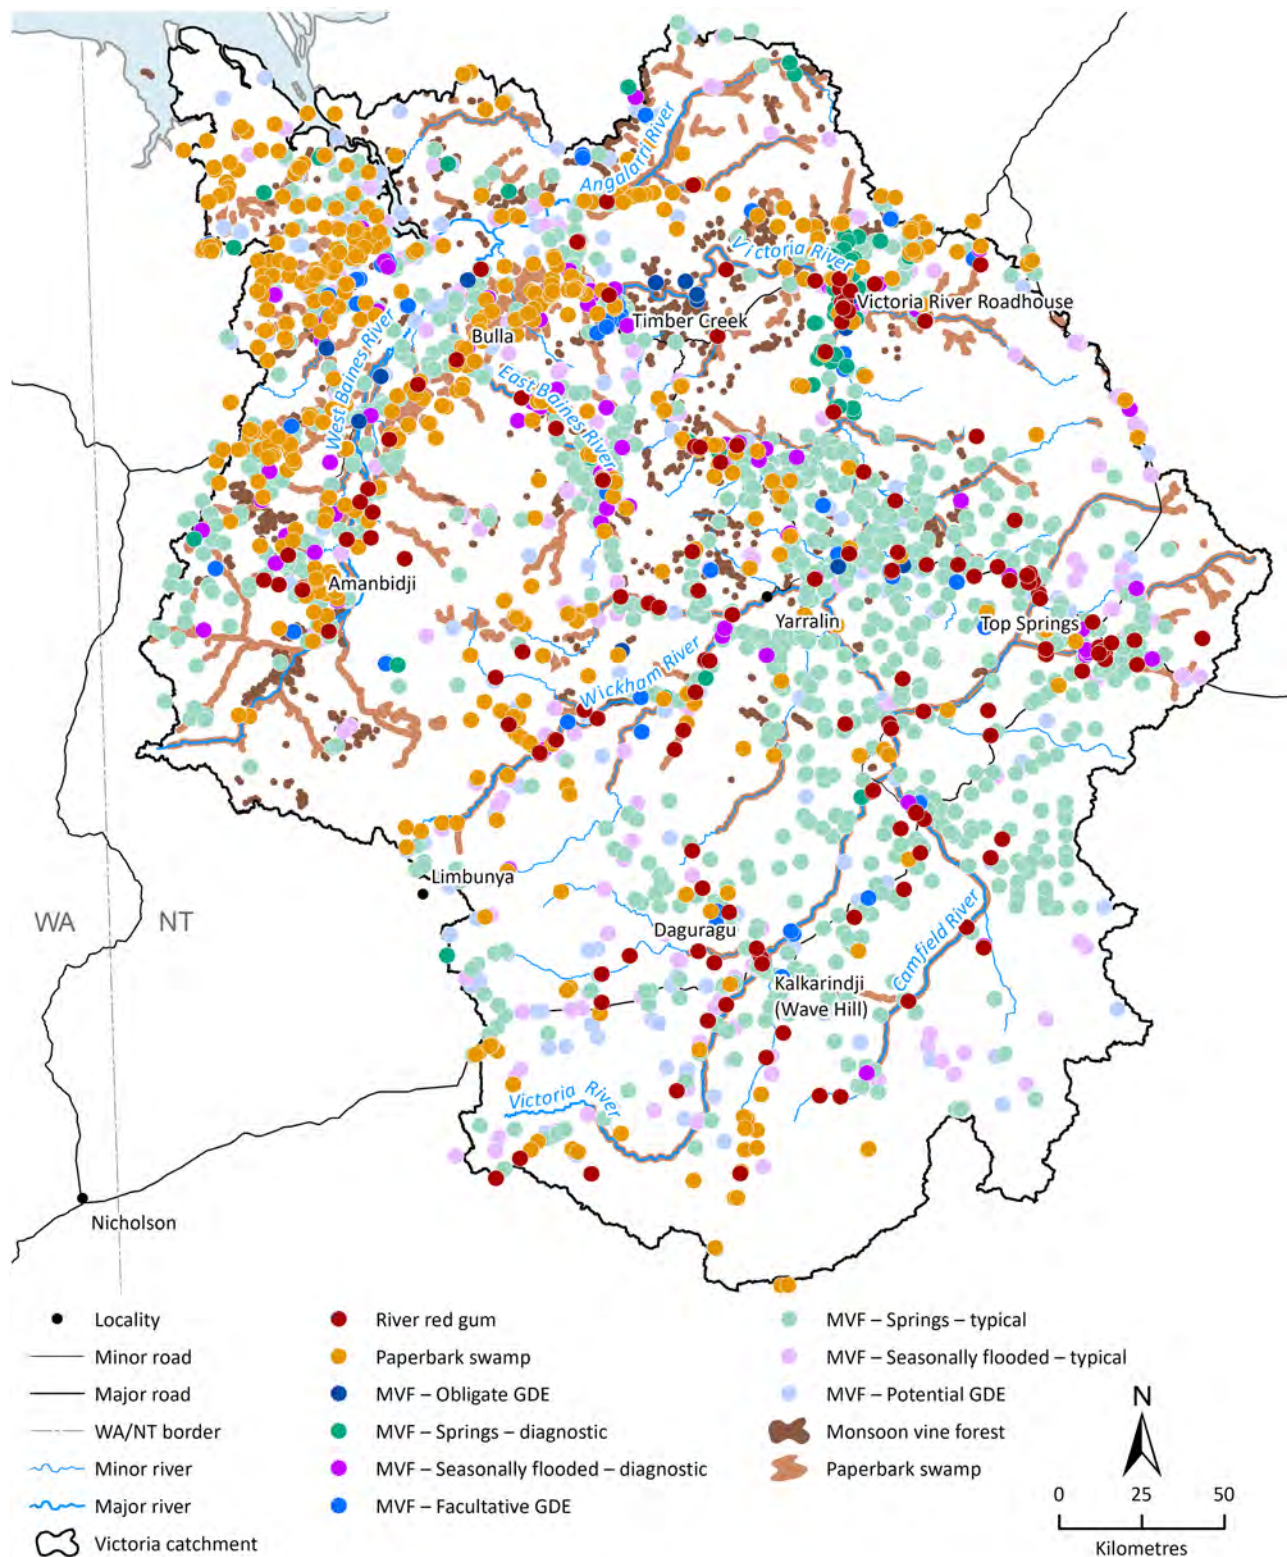 Angalarri River
Victoria River
Victoria River Roadhouse
Timber Creek
Bulla
West Baines River
East Baines River
Amanbidji
Yarralin
Top Springs
Wickham River
Limbunya
WA
NT
Daguragu
Camfield River
Kalkarindji
(Wave Hill)
Victoria River
Nicholson
Locality
Minor road
Major road
WA/NT border
Minor river
Major river
Victoria catchment
River red gum
Paperbark swamp
MVF – Obligate GDE
MVF – Springs – diagnostic
MVF – Seasonally flooded – diagnostic
MVF – Facultative GDE
MVF – Springs – typical
MVF – Seasonally flooded – typical
MVF – Potential GDE
Monsoon vine forest
Paperbark swamp
N
0 25 50
Kilometres